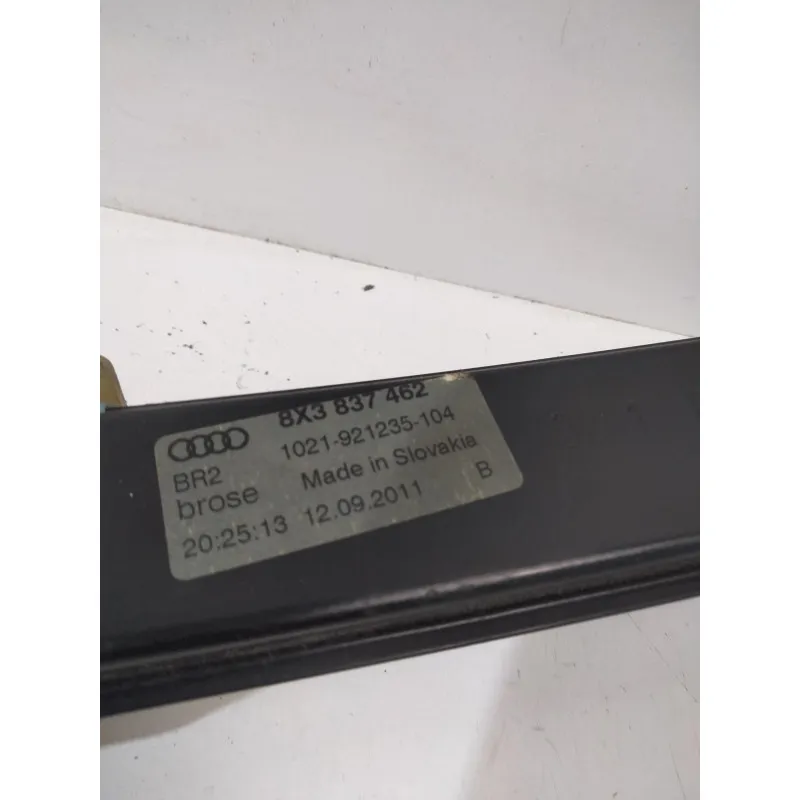 8X3 837 462
1021-921235-104
BR2
Made in Slovakia
brose
B
20:25:13 12.09.2011